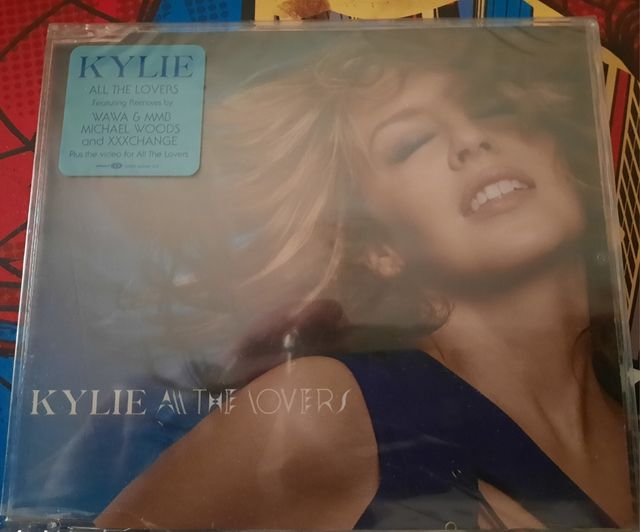 KYLIE
ALL THE LOVERS
Featuring Remixes by
WAWA & MMB
MICHAEL WOODS
and XXXCHANGE
Plus the video for All The Lovers
KYLIE All THE lOVERS